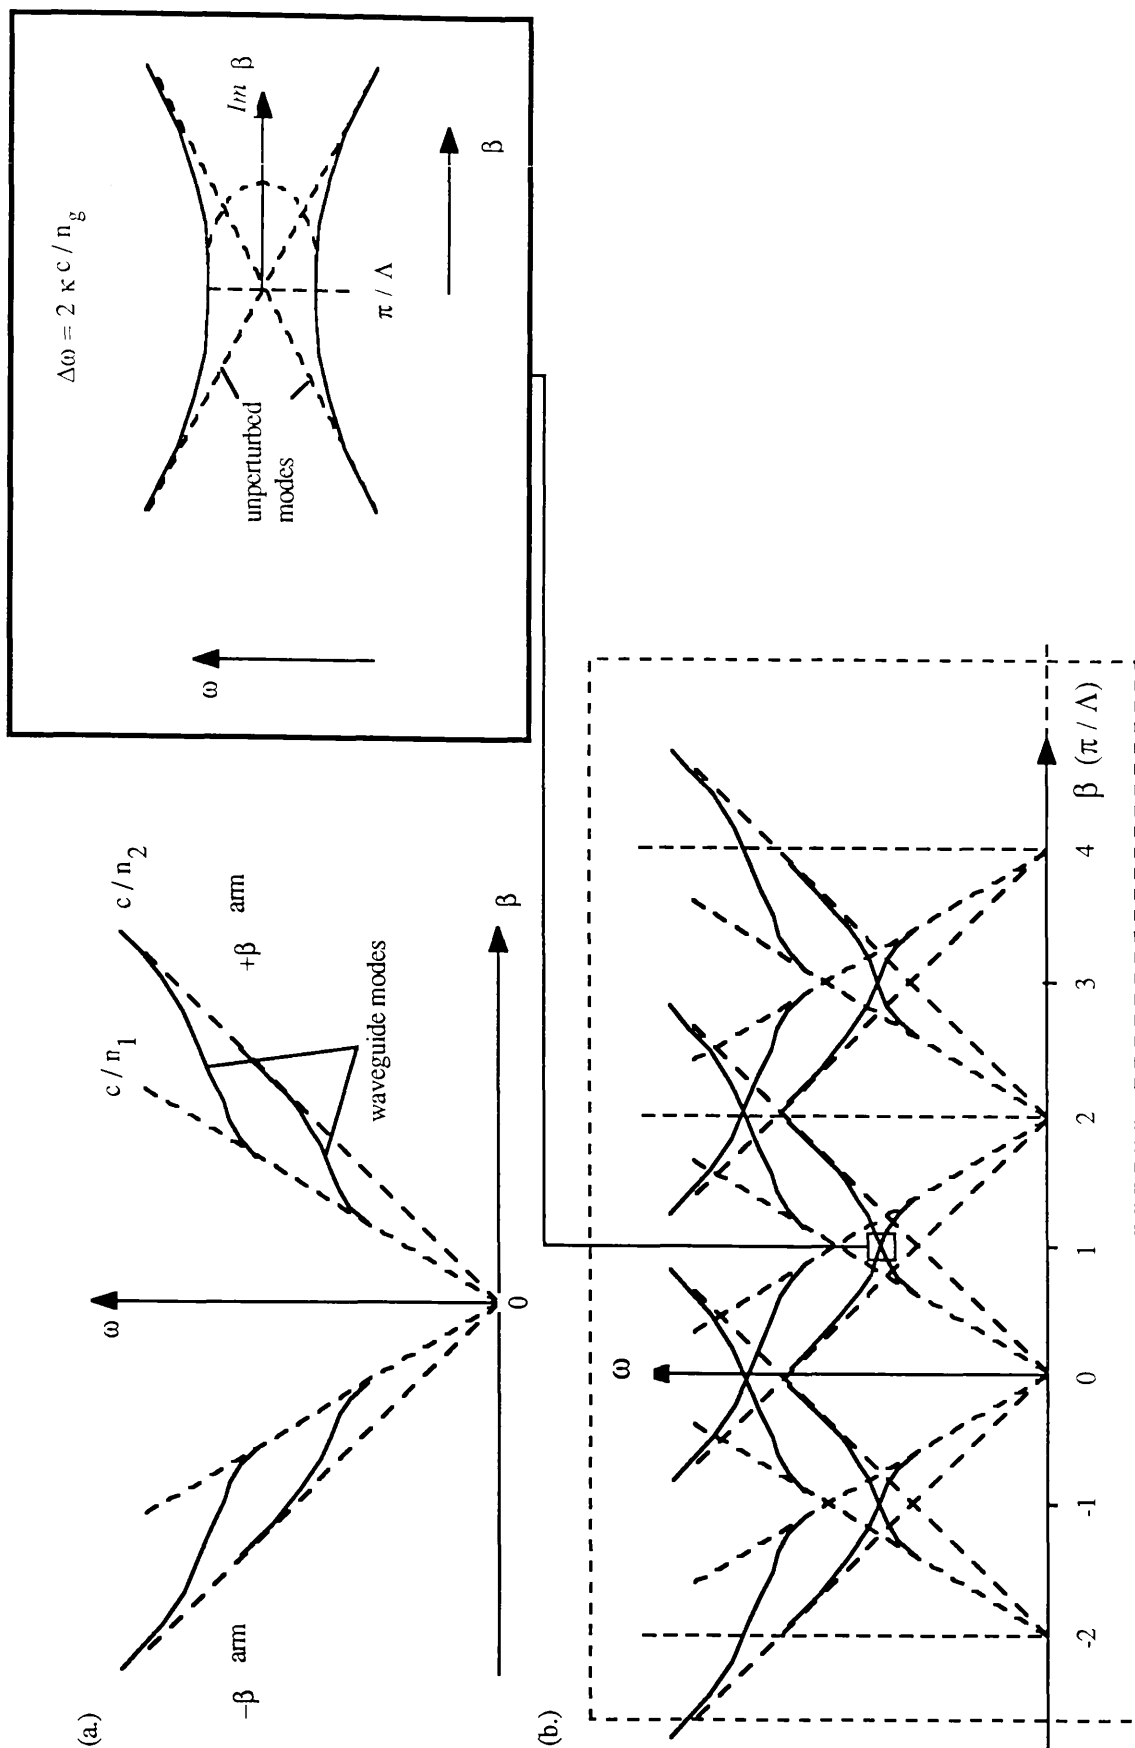 (a.)
ω
c / n1
c / n2
−β arm
+β arm
waveguide modes
0
β
Δω = 2 κ c / ng
ω
unperturbed
modes
Im β
π / Λ
β
(b.)
ω
-2
-1
0
1
2
3
4
β (π / Λ)